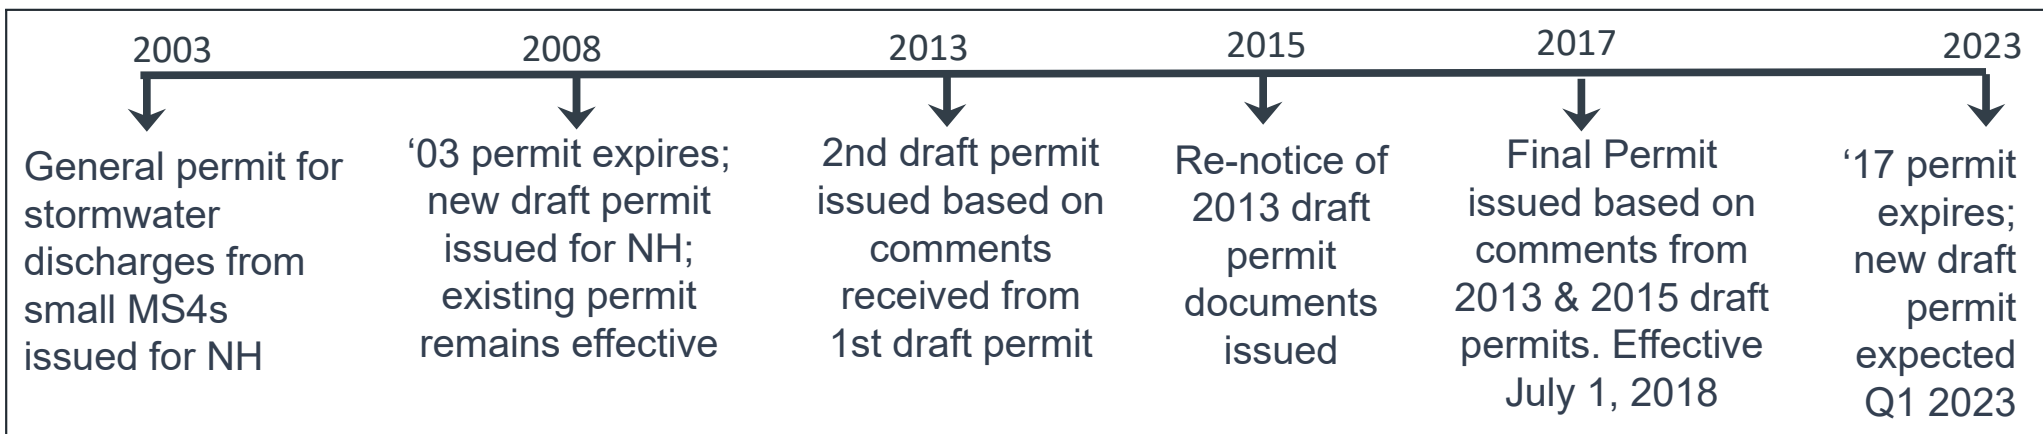 2003
General permit for
stormwater
discharges from
small MS4s
issued for NH
2008
‘03 permit expires;
new draft permit
issued for NH;
existing permit
remains effective
2013
2nd draft permit
issued based on
comments
received from
1st draft permit
2015
Re-notice of
2013 draft
permit
documents
issued
2017
Final Permit
issued based on
comments from
2013 & 2015 draft
permits. Effective
July 1, 2018
2023
‘17 permit
expires;
new draft
permit
expected
Q1 2023